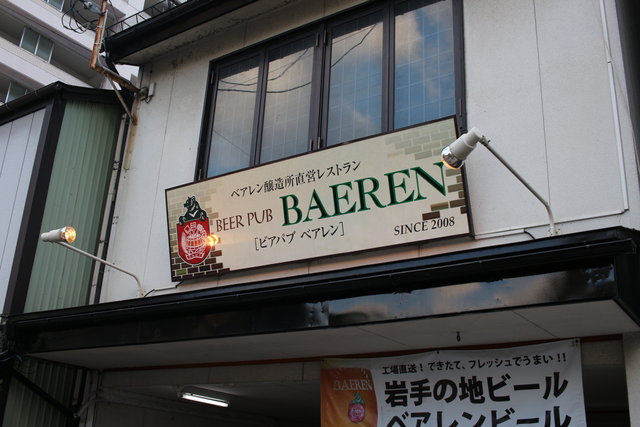 ベアレン醸造所直営レストラン
BEER PUB BAEREN
[ビアパブ ベアレン]
SINCE 2008
工場直送！できたて、フレッシュでうまい！！
BAEREN
岩手の地ビール
ベアレンビール